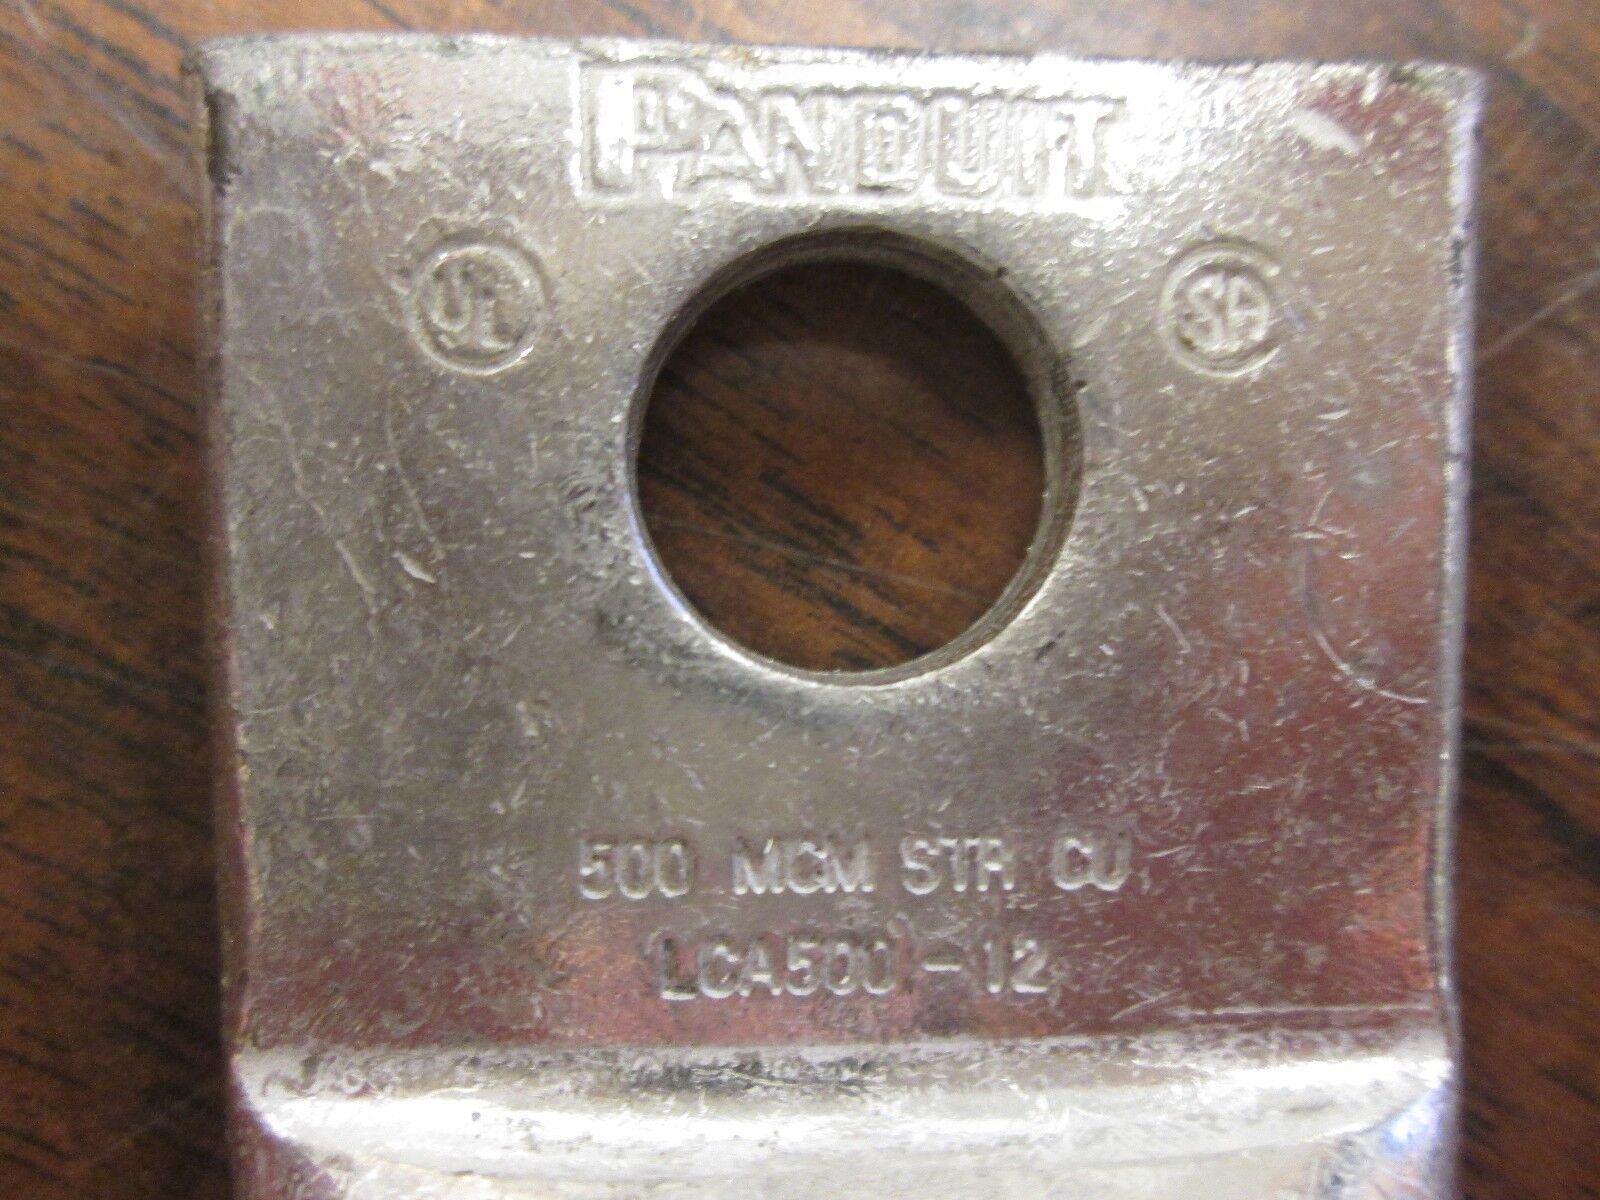 PANDUIT
UL
SA
500 MCM STR CU
LCA500-12